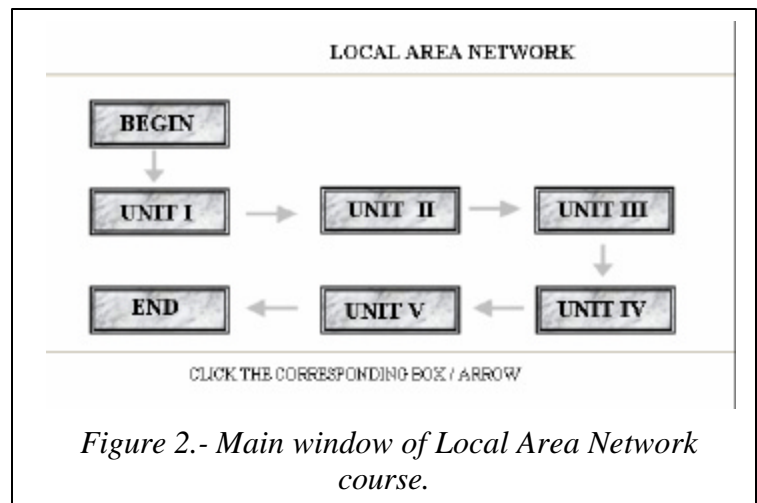 LOCAL AREA NETWORK
BEGIN
UNIT I
UNIT II
UNIT III
END
UNIT V
UNIT IV
CLICK THE CORRESPONDING BOX / ARROW
Figure 2.- Main window of Local Area Network
course.